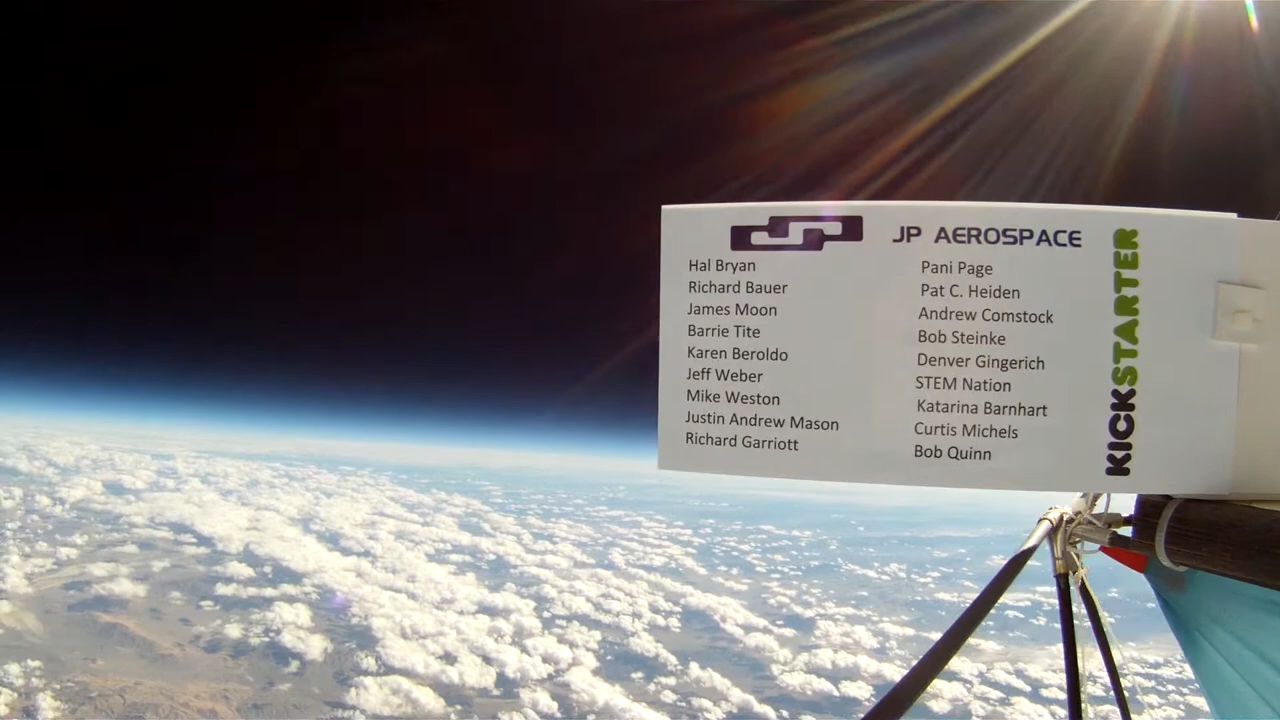 JP AEROSPACE
Hal Bryan
Richard Bauer
James Moon
Barrie Tite
Karen Beroldo
Jeff Weber
Mike Weston
Justin Andrew Mason
Richard Garriott
Pani Page
Pat C. Heiden
Andrew Comstock
Bob Steinke
Denver Gingerich
STEM Nation
Katarina Barnhart
Curtis Michels
Bob Quinn
KICKSTARTER